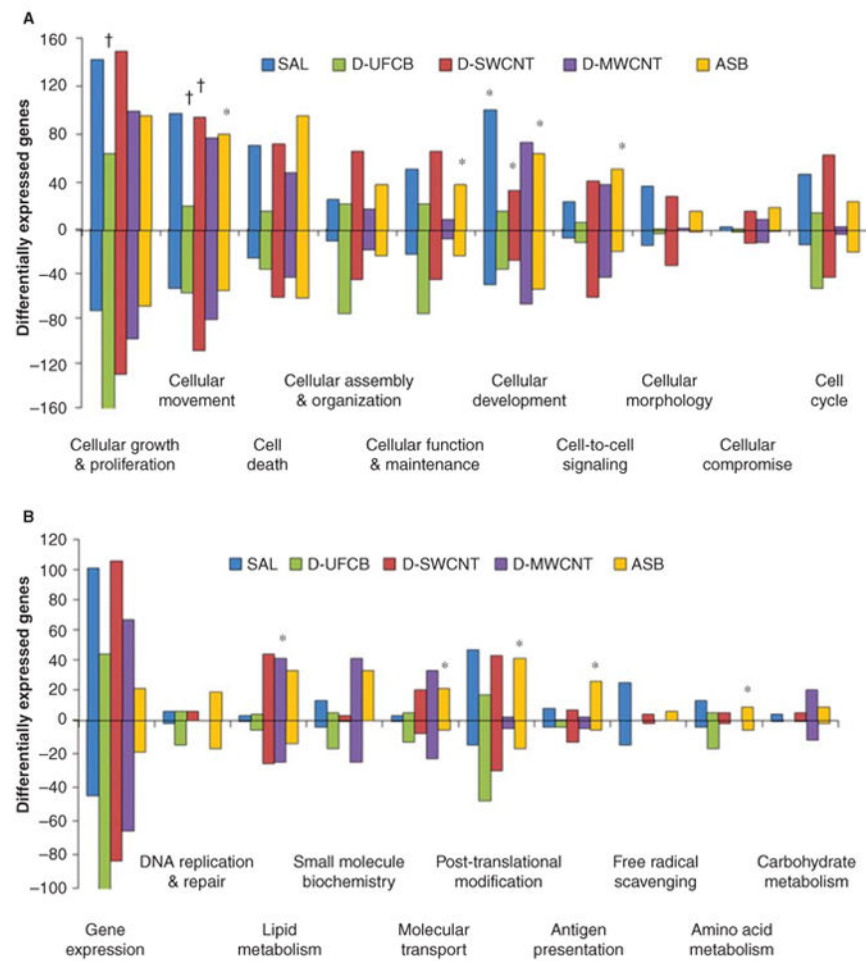 A
160
120
80
40
0
−40
−80
−120
−160
Differentially expressed genes
SAL D-UFCB D-SWCNT D-MWCNT ASB
†
† †
*
*
*
*
*
*
Cellular
movement
Cellular assembly
& organization
Cellular
development
Cellular
morphology
Cell
cycle
Cellular growth
& proliferation
Cell
death
Cellular function
& maintenance
Cell-to-cell
signaling
Cellular
compromise
B
120
100
80
60
40
20
0
−20
−40
−60
−80
−100
Differentially expressed genes
SAL D-UFCB D-SWCNT D-MWCNT ASB
*
*
*
*
*
DNA replication
& repair
Small molecule
biochemistry
Post-translational
modification
Free radical
scavenging
Carbohydrate
metabolism
Gene
expression
Lipid
metabolism
Molecular
transport
Antigen
presentation
Amino acid
metabolism